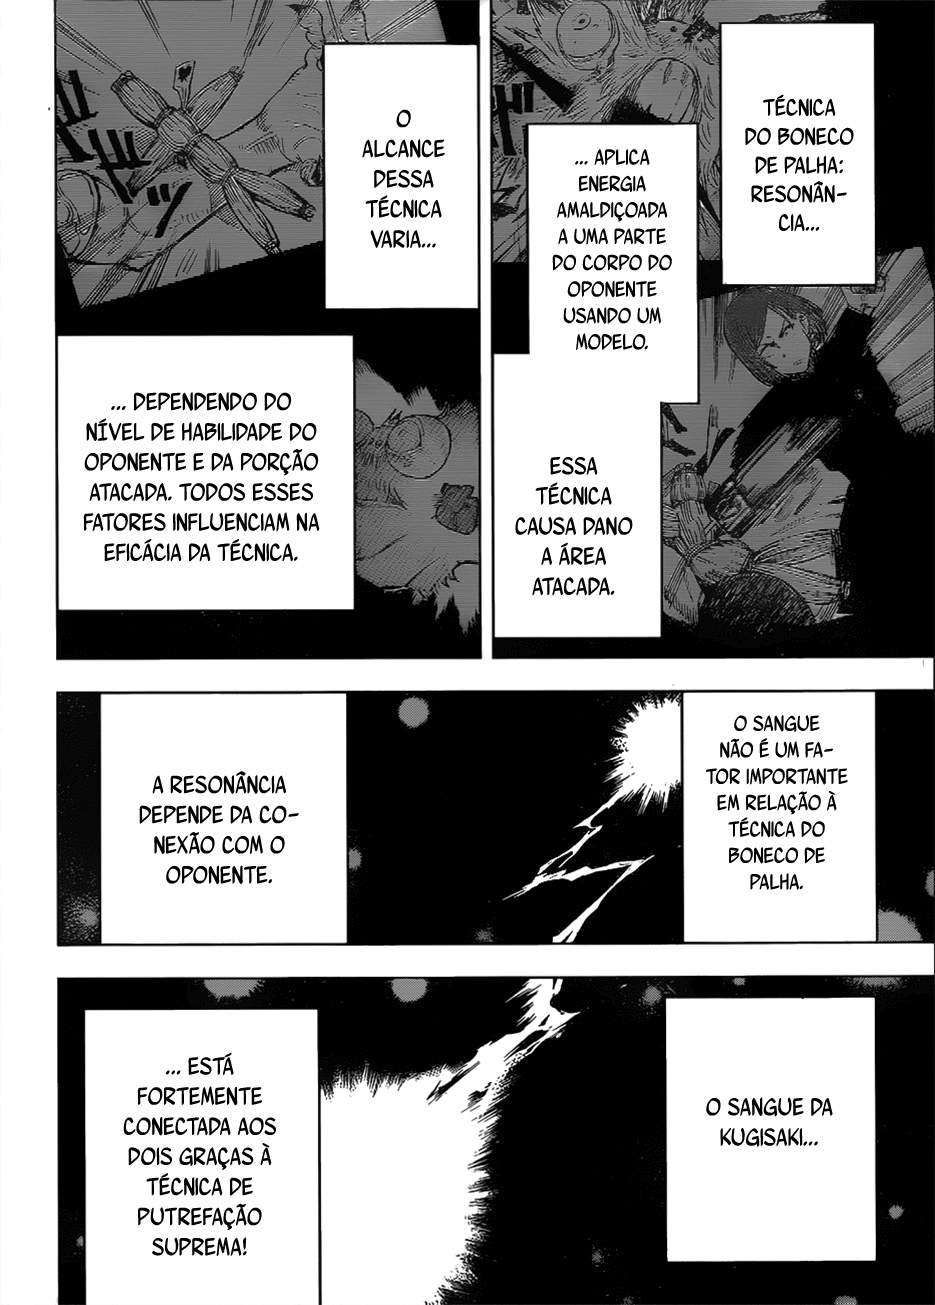 TÉCNICA
DO BONECO
DE PALHA:
RESONÂN-
CIA...
... APLICA
ENERGIA
AMALDIÇOADA
A UMA PARTE
DO CORPO DO
OPONENTE
USANDO UM
MODELO.
ESSA
TÉCNICA
CAUSA DANO
A ÁREA
ATACADA.
O
ALCANCE
DESSA
TÉCNICA
VARIA...
... DEPENDENDO DO
NÍVEL DE HABILIDADE DO
OPONENTE E DA PORÇÃO
ATACADA. TODOS ESSES
FATORES INFLUENCIAM NA
EFICÁCIA DA TÉCNICA.
O SANGUE
NÃO É UM FA-
TOR IMPORTANTE
EM RELAÇÃO À
TÉCNICA DO
BONECO DE
PALHA.
A RESONÂNCIA
DEPENDE DA CO-
NEXÃO COM O
OPONENTE.
O SANGUE DA
KUGISAKI...
... ESTÁ
FORTEMENTE
CONECTADA AOS
DOIS GRAÇAS À
TÉCNICA DE
PUTREFAÇÃO
SUPREMA!